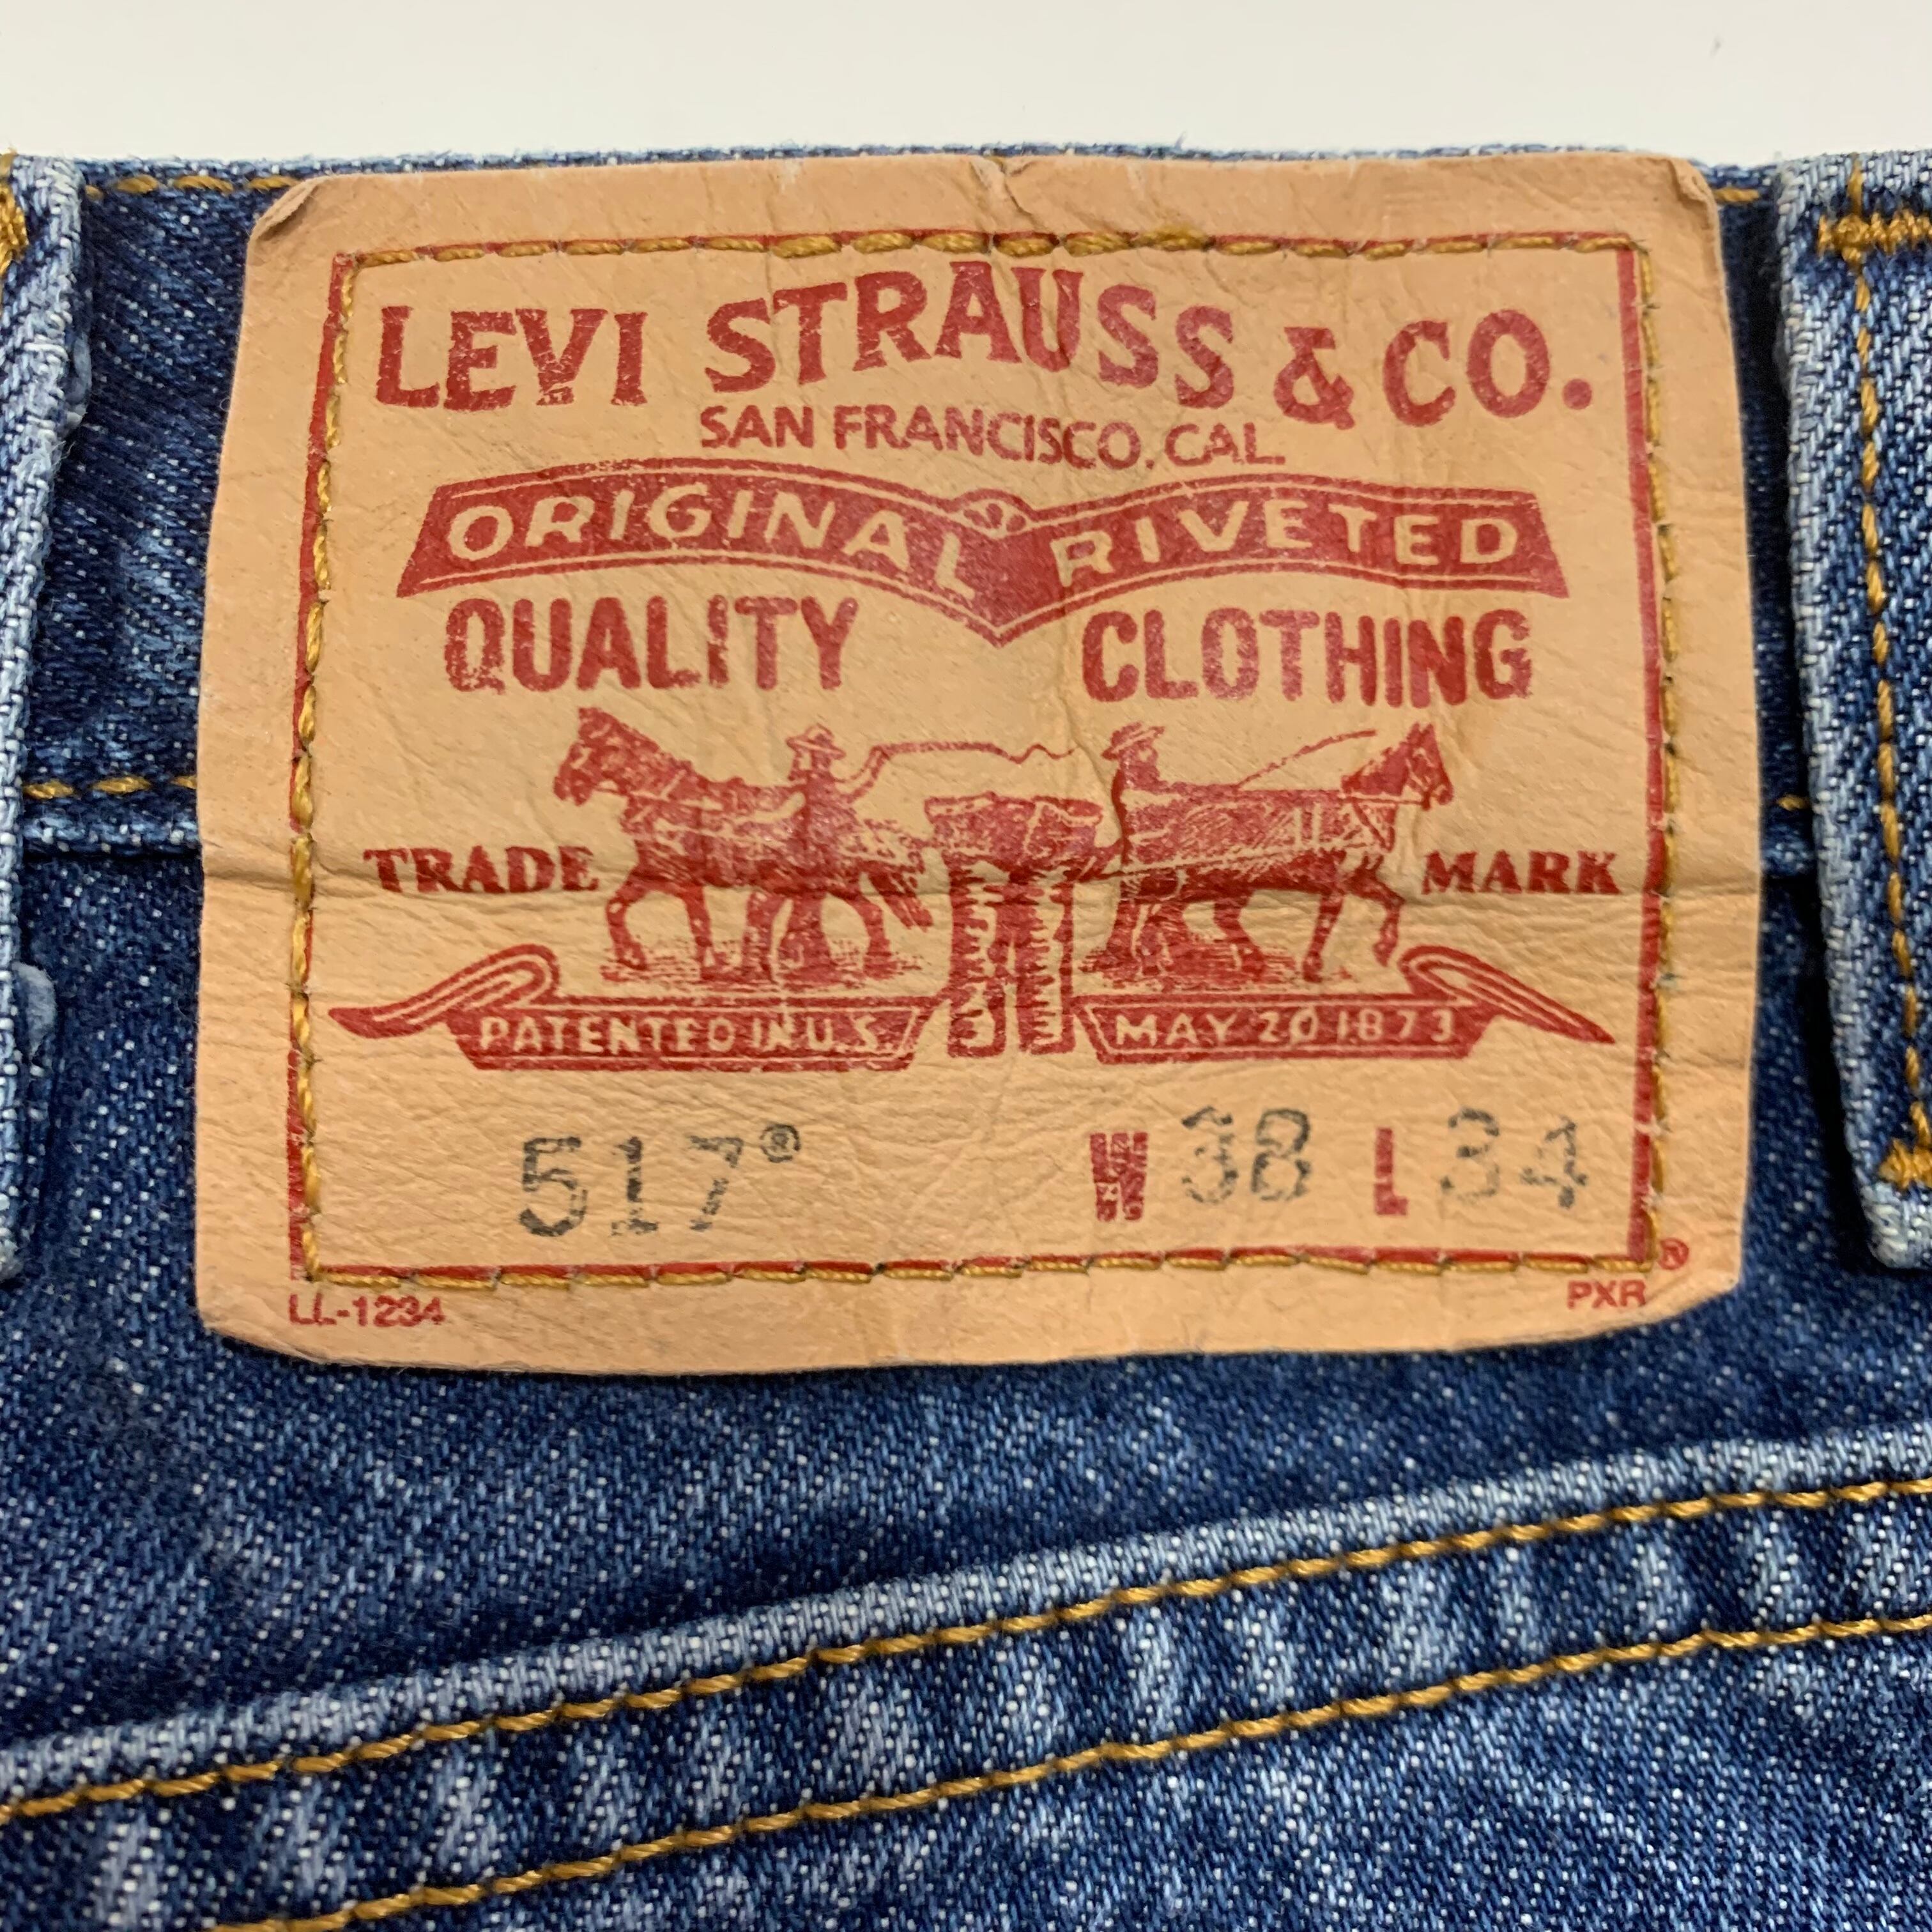 LEVI STRAUSS & CO.
SAN FRANCISCO, CAL.
ORIGINAL RIVETED
QUALITY CLOTHING
TRADE MARK
PATENTED IN U.S. MAY 20 1873
517® W 38 L 34
®
LL-1234 PXR